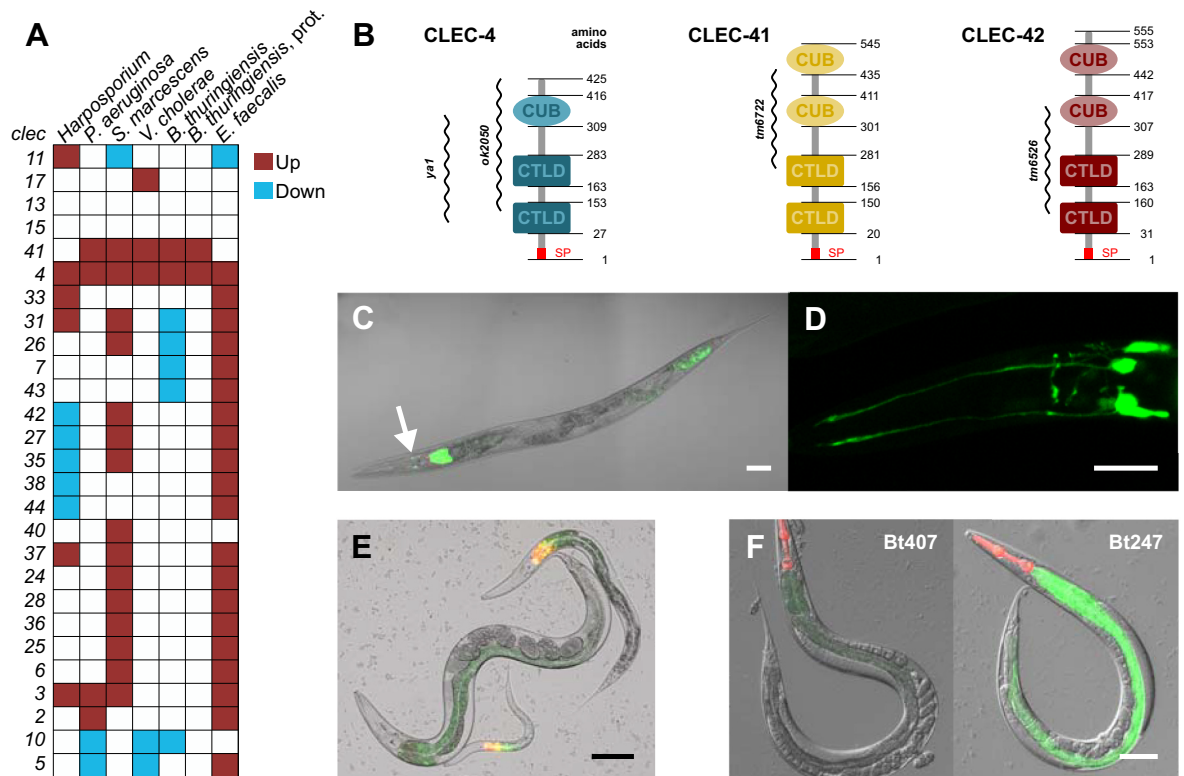 A
clec
Harposporium
P. aeruginosa
S. marcescens
V. cholerae
B. thuringiensis
B. thuringiensis, prot.
E. faecalis
Up
Down
11
17
13
15
41
4
33
31
26
7
43
42
27
35
38
44
40
37
24
28
36
25
6
3
2
10
5
B
CLEC-4
amino
acids
ya1
ok2050
425
416
CUB
309
283
CTLD
163
153
CTLD
27
SP
1
CLEC-41
tm6722
545
CUB
435
411
CUB
301
281
CTLD
156
150
CTLD
20
SP
1
CLEC-42
tm6526
555
553
CUB
442
417
CUB
307
289
CTLD
163
160
CTLD
31
SP
1
C
D
E
F
Bt407
Bt247